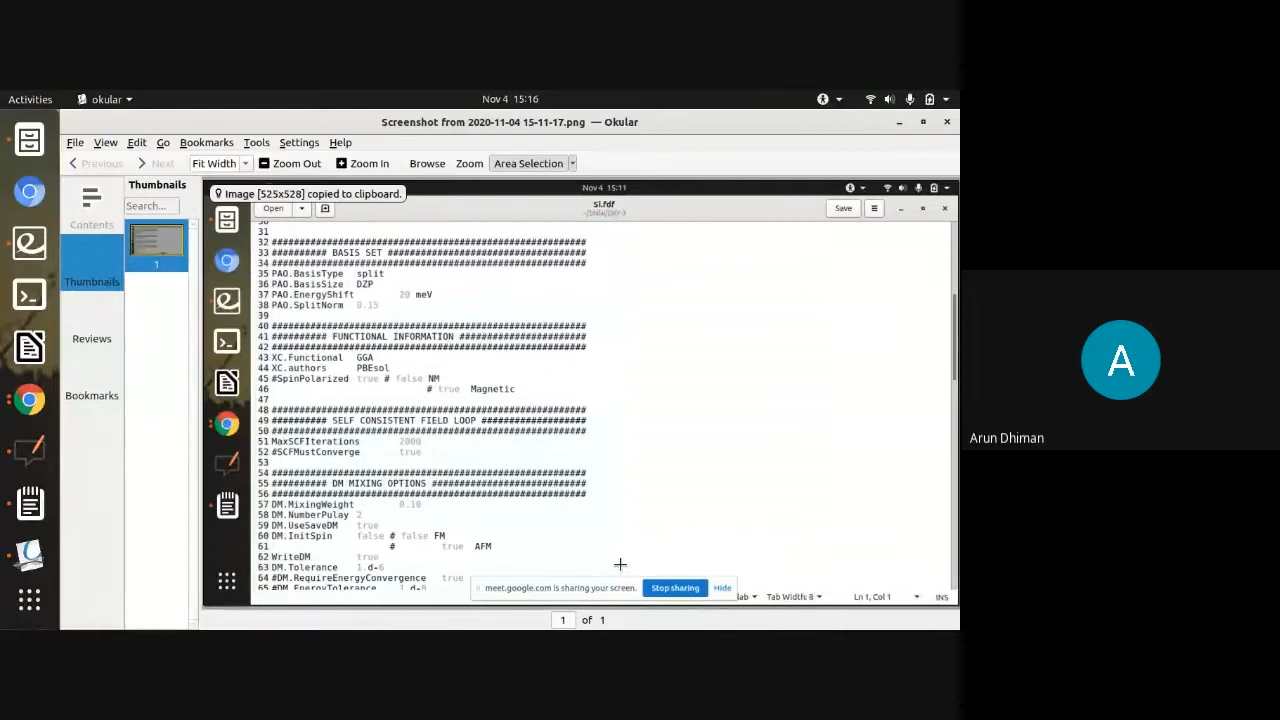 Activities okular Nov 4 15:16
Screenshot from 2020-11-04 15-11-17.png — Okular
File View Edit Go Bookmarks Tools Settings Help
Previous Next Fit Width Zoom Out Zoom In Browse Zoom Area Selection
Contents
Thumbnails
Reviews
Bookmarks
Thumbnails
Search...
1
Image [525x528] copied to clipboard.
Nov 4 15:11
Open Si.fdf Save
31
32 ###########################################################
33 ########## BASIS SET ######################################
34 ###########################################################
35 PAO.BasisType split
36 PAO.BasisSize DZP
37 PAO.EnergyShift 20 meV
38 PAO.SplitNorm 0.15
39
40 ###########################################################
41 ########## FUNCTIONAL INFORMATION ########################
42 ###########################################################
43 XC.Functional GGA
44 XC.authors PBEsol
45 #SpinPolarized true # false NM
46 # true Magnetic
47
48 ###########################################################
49 ########## SELF CONSISTENT FIELD LOOP ####################
50 ###########################################################
51 MaxSCFIterations 2000
52 #SCFMustConverge true
53
54 ###########################################################
55 ########## DM MIXING OPTIONS #############################
56 ###########################################################
57 DM.MixingWeight 0.10
58 DM.NumberPulay 2
59 DM.UseSaveDM true
60 DM.InitSpin false # false FM
61 # true AFM
62 WriteDM true
63 DM.Tolerance 1.d-6
64 #DM.RequireEnergyConvergence true
65 #DM.EnergyTolerance 1.d-6
meet.google.com is sharing your screen. Stop sharing Hide
Tab Width: 8 Ln 1, Col 1 INS
1 of 1
A
Arun Dhiman